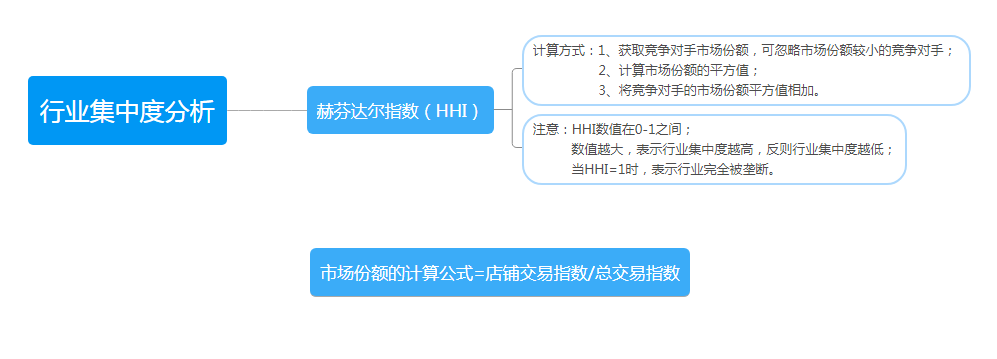 行业集中度分析
赫芬达尔指数（HHI）
计算方式：1、获取竞争对手市场份额，可忽略市场份额较小的竞争对手；
2、计算市场份额的平方值；
3、将竞争对手的市场份额平方值相加。
注意：HHI数值在0-1之间；
数值越大，表示行业集中度越高，反则行业集中度越低；
当HHI=1时，表示行业完全被垄断。
市场份额的计算公式=店铺交易指数/总交易指数